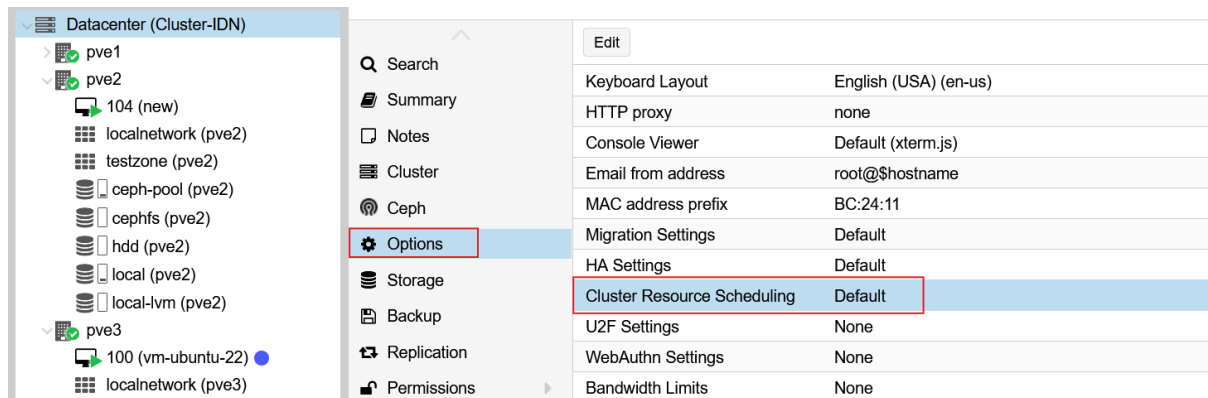 Datacenter (Cluster-IDN)
pve1
pve2
104 (new)
localnetwork (pve2)
testzone (pve2)
ceph-pool (pve2)
cephfs (pve2)
hdd (pve2)
local (pve2)
local-lvm (pve2)
pve3
100 (vm-ubuntu-22)
localnetwork (pve3)
Search
Summary
Notes
Cluster
Ceph
Options
Storage
Backup
Replication
Permissions
Edit
Keyboard Layout English (USA) (en-us)
HTTP proxy none
Console Viewer Default (xterm.js)
Email from address root@$hostname
MAC address prefix BC:24:11
Migration Settings Default
HA Settings Default
Cluster Resource Scheduling Default
U2F Settings None
WebAuthn Settings None
Bandwidth Limits None